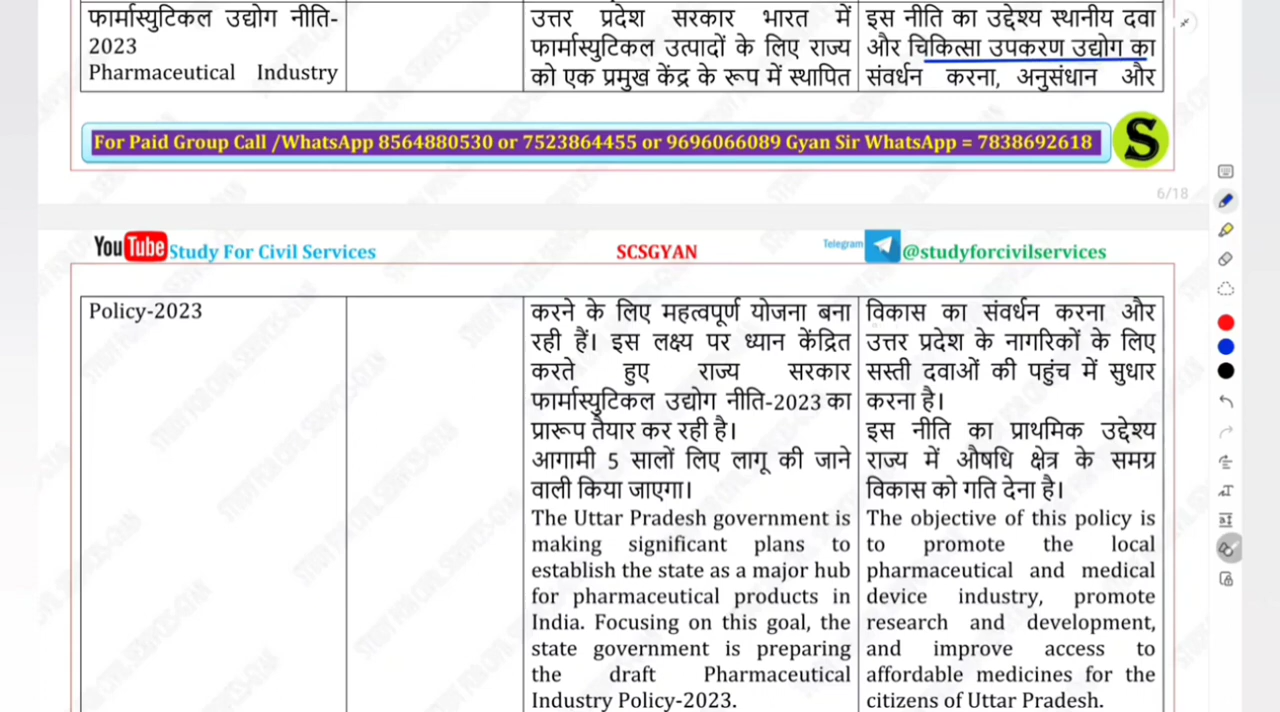 फार्मास्युटिकल उद्योग नीति-
2023
Pharmaceutical Industry
उत्तर प्रदेश सरकार भारत में
फार्मास्युटिकल उत्पादों के लिए राज्य
को एक प्रमुख केंद्र के रूप में स्थापित
इस नीति का उद्देश्य स्थानीय दवा
और चिकित्सा उपकरण उद्योग का
संवर्धन करना, अनुसंधान और
For Paid Group Call /WhatsApp 8564880530 or 7523864455 or 9696066089 Gyan Sir WhatsApp = 7838692618
S
6/18
YouTube Study For Civil Services
SCSGYAN
Telegram @studyforcivilservices
Policy-2023
करने के लिए महत्वपूर्ण योजना बना
रही हैं। इस लक्ष्य पर ध्यान केंद्रित
करते हुए राज्य सरकार
फार्मास्युटिकल उद्योग नीति-2023 का
प्रारूप तैयार कर रही है।
आगामी 5 सालों लिए लागू की जाने
वाली किया जाएगा।
The Uttar Pradesh government is
making significant plans to
establish the state as a major hub
for pharmaceutical products in
India. Focusing on this goal, the
state government is preparing
the draft Pharmaceutical
Industry Policy-2023.
विकास का संवर्धन करना और
उत्तर प्रदेश के नागरिकों के लिए
सस्ती दवाओं की पहुंच में सुधार
करना है।
इस नीति का प्राथमिक उद्देश्य
राज्य में औषधि क्षेत्र के समग्र
विकास को गति देना है।
The objective of this policy is
to promote the local
pharmaceutical and medical
device industry, promote
research and development,
and improve access to
affordable medicines for the
citizens of Uttar Pradesh.